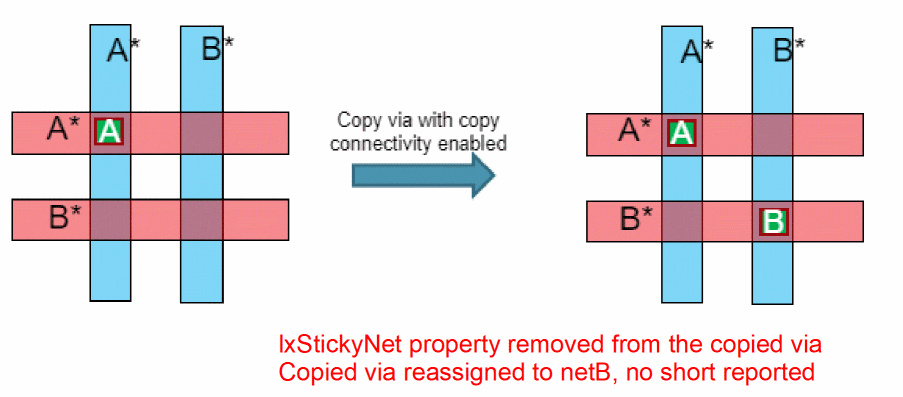 A* B*
A* A
B*
Copy via with copy
connectivity enabled
A* B*
A* A
B* B
lxStickyNet property removed from the copied via
Copied via reassigned to netB, no short reported